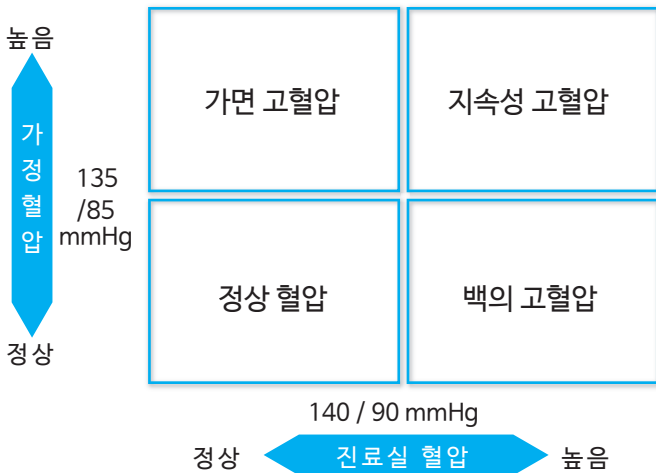 높음
가
정
혈
압
정상
135
/85
mmHg
가면 고혈압
지속성 고혈압
정상 혈압
백의 고혈압
140 / 90 mmHg
정상
진료실 혈압
높음